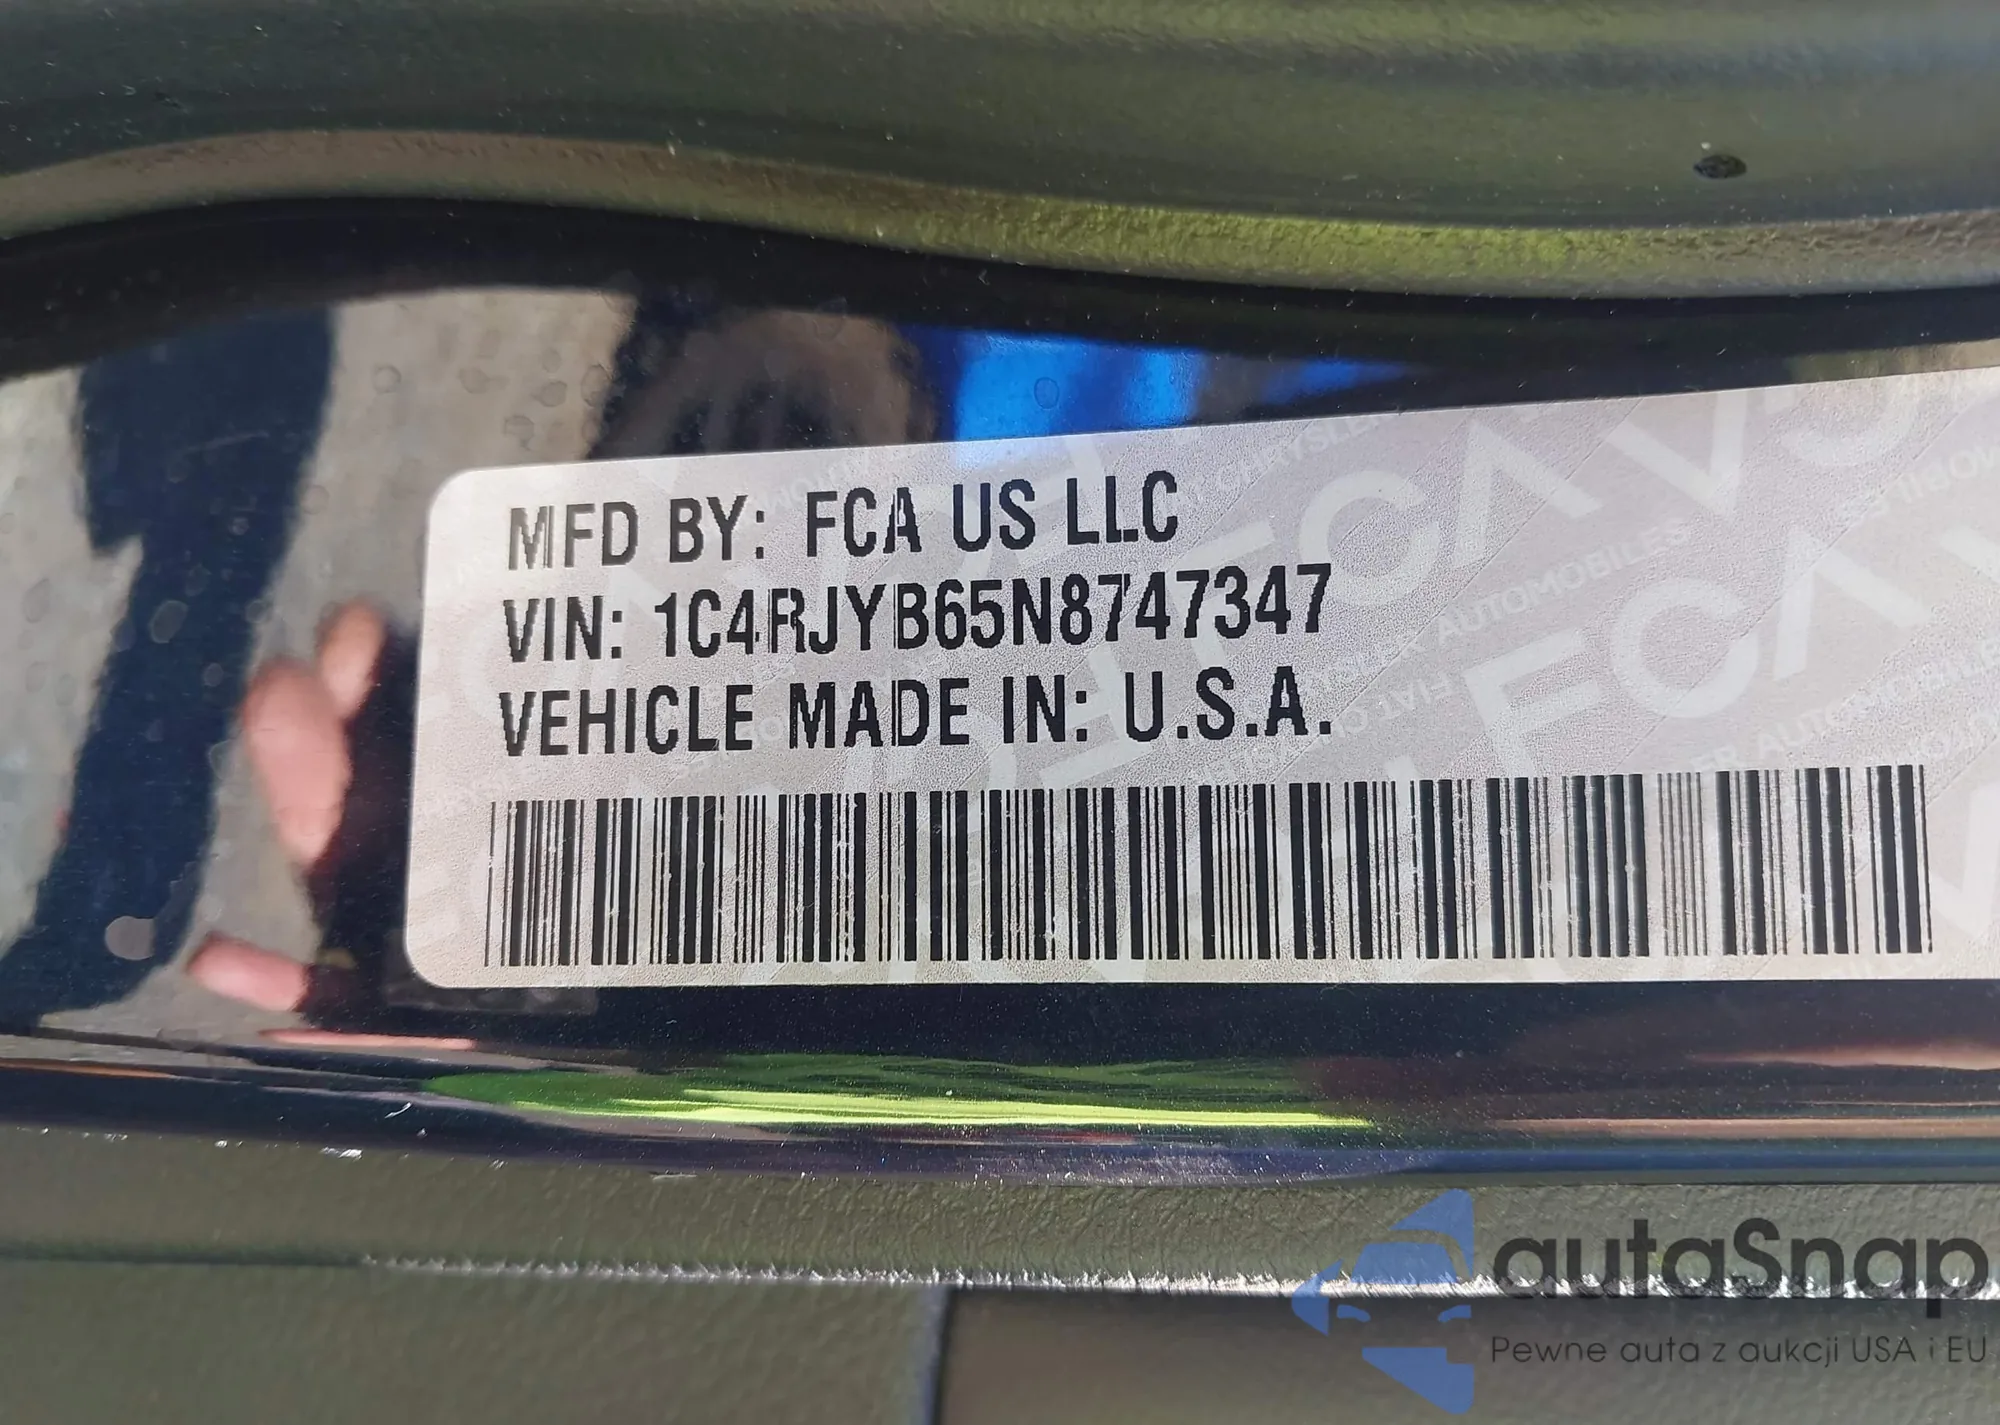 MFD BY: FCA US LLC
VIN: 1C4RJYB65N8747347
VEHICLE MADE IN: U.S.A.
autaSnap
Pewne auta z aukcji USA i EU